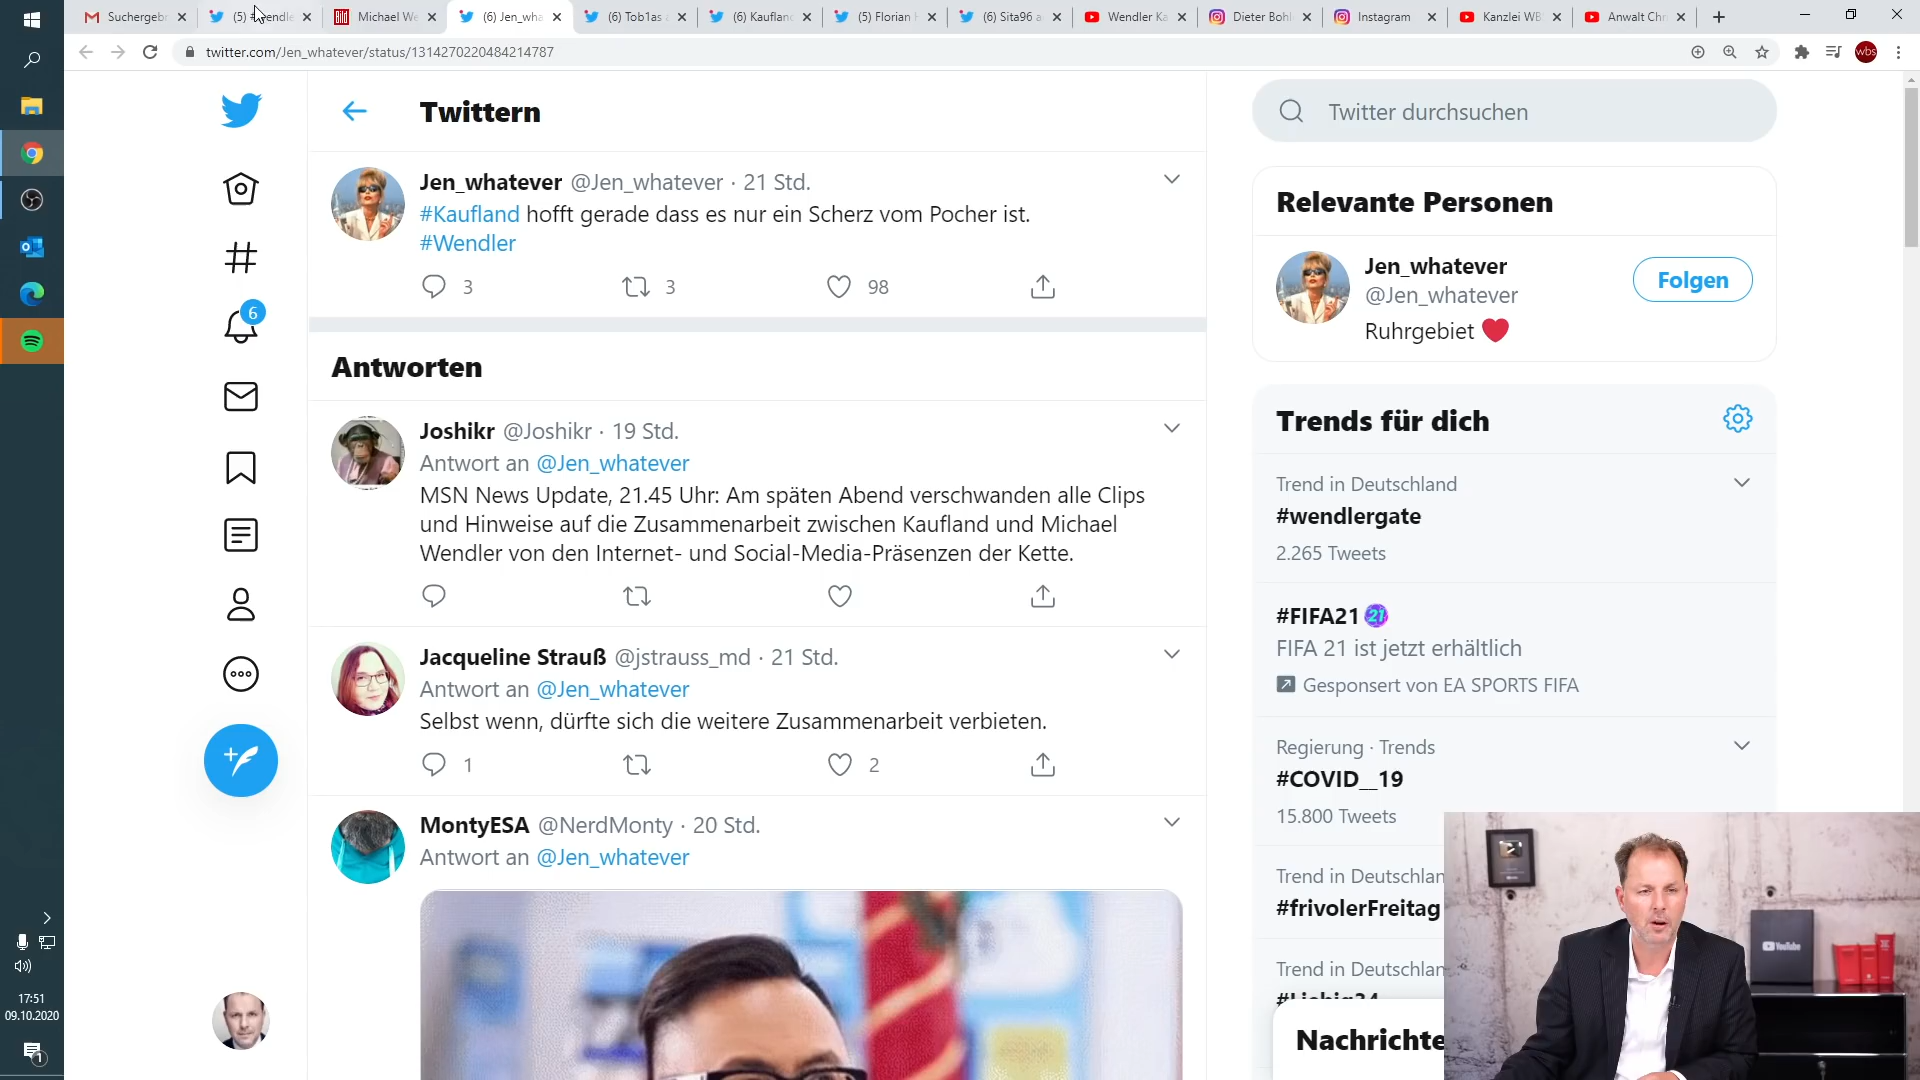 Suchergeb
(5) #wendle
Michael We
(6) Jen_wha
(6) Tob1as a
(6) Kaufland
(5) Florian
(6) Sita96 a
Wendler Ka
Dieter Bohl
Instagram
Kanzlei WB
Anwalt Chr
twitter.com/Jen_whatever/status/1314270220484214787
wbs
Twittern
Twitter durchsuchen
Jen_whatever @Jen_whatever · 21 Std.
#Kaufland hofft gerade dass es nur ein Scherz vom Pocher ist.
#Wendler
3
3
98
Relevante Personen
Jen_whatever
@Jen_whatever
Folgen
Ruhrgebiet
6
Antworten
Joshikr @Joshikr · 19 Std.
Antwort an @Jen_whatever
MSN News Update, 21.45 Uhr: Am späten Abend verschwanden alle Clips
und Hinweise auf die Zusammenarbeit zwischen Kaufland und Michael
Wendler von den Internet- und Social-Media-Präsenzen der Kette.
Jacqueline Strauß @jstrauss_md · 21 Std.
Antwort an @Jen_whatever
Selbst wenn, dürfte sich die weitere Zusammenarbeit verbieten.
1
2
MontyESA @NerdMonty · 20 Std.
Antwort an @Jen_whatever
Trends für dich
Trend in Deutschland
#wendlergate
2.265 Tweets
#FIFA21
21
FIFA 21 ist jetzt erhältlich
Gesponsert von EA SPORTS FIFA
Regierung · Trends
#COVID__19
15.800 Tweets
Trend in Deutschlan
#frivolerFreitag
Trend in Deutschlan
#Liebig34
Nachrichte
YouTube
17:51
09.10.2020
1